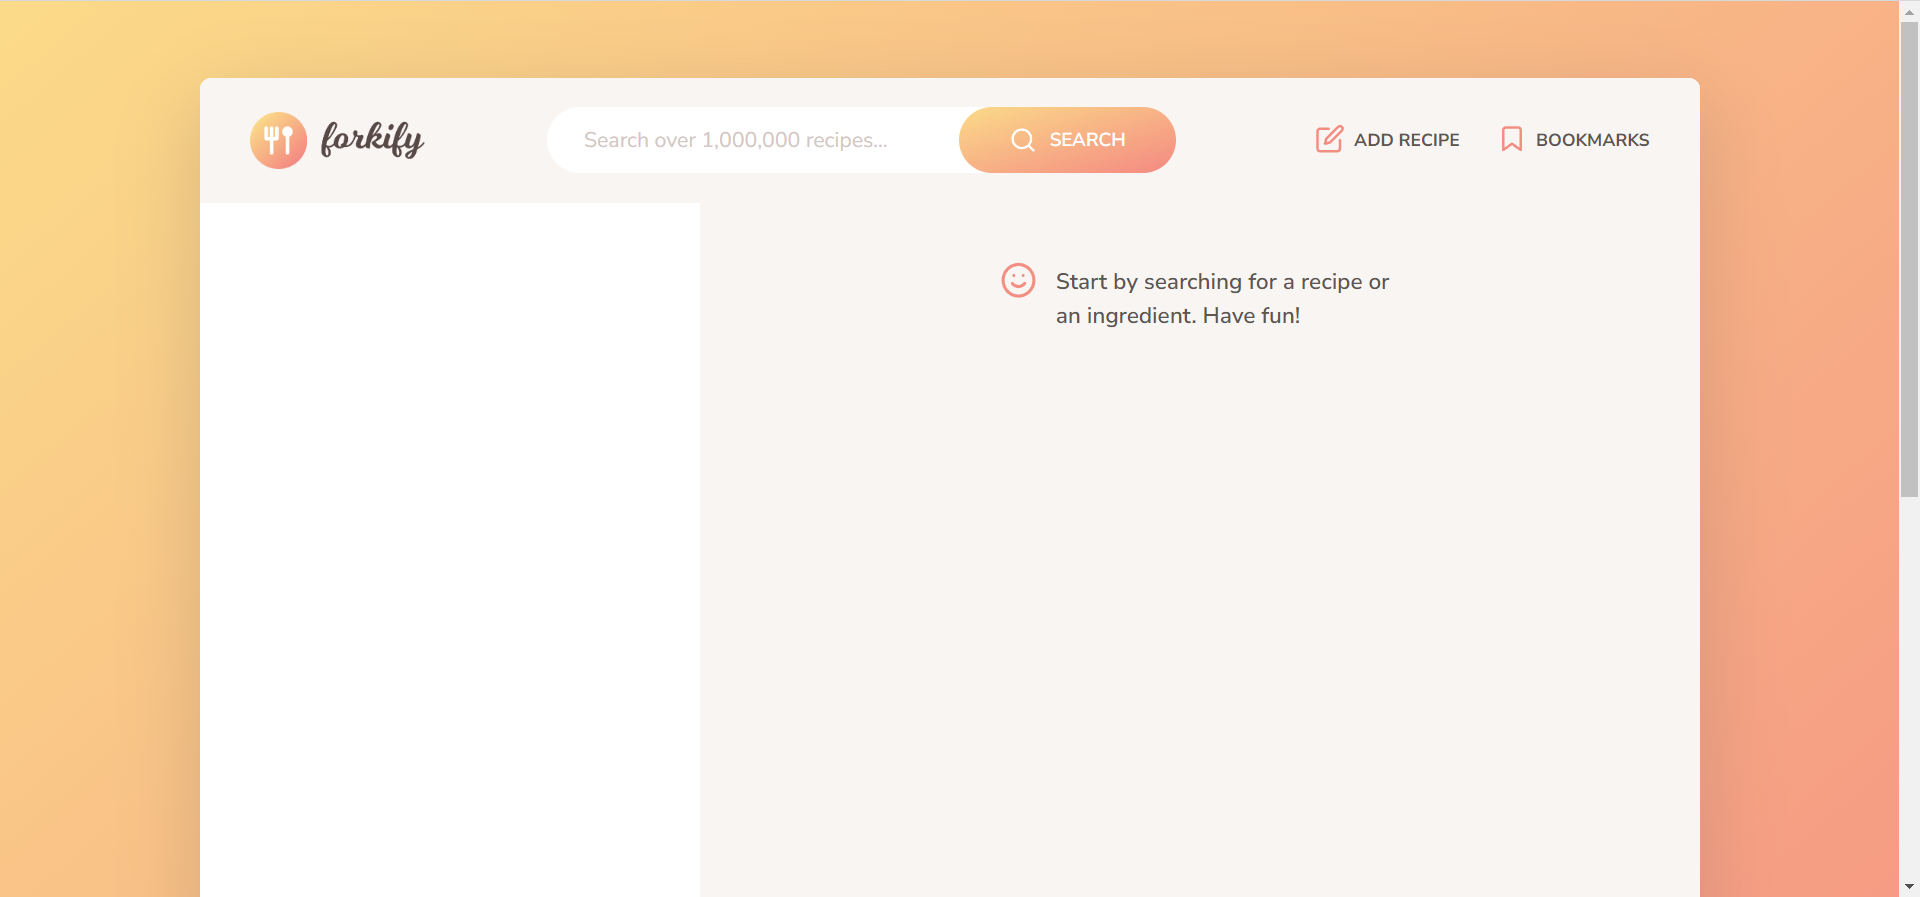 forkify
Search over 1,000,000 recipes...
SEARCH
ADD RECIPE
BOOKMARKS
Start by searching for a recipe or
an ingredient. Have fun!